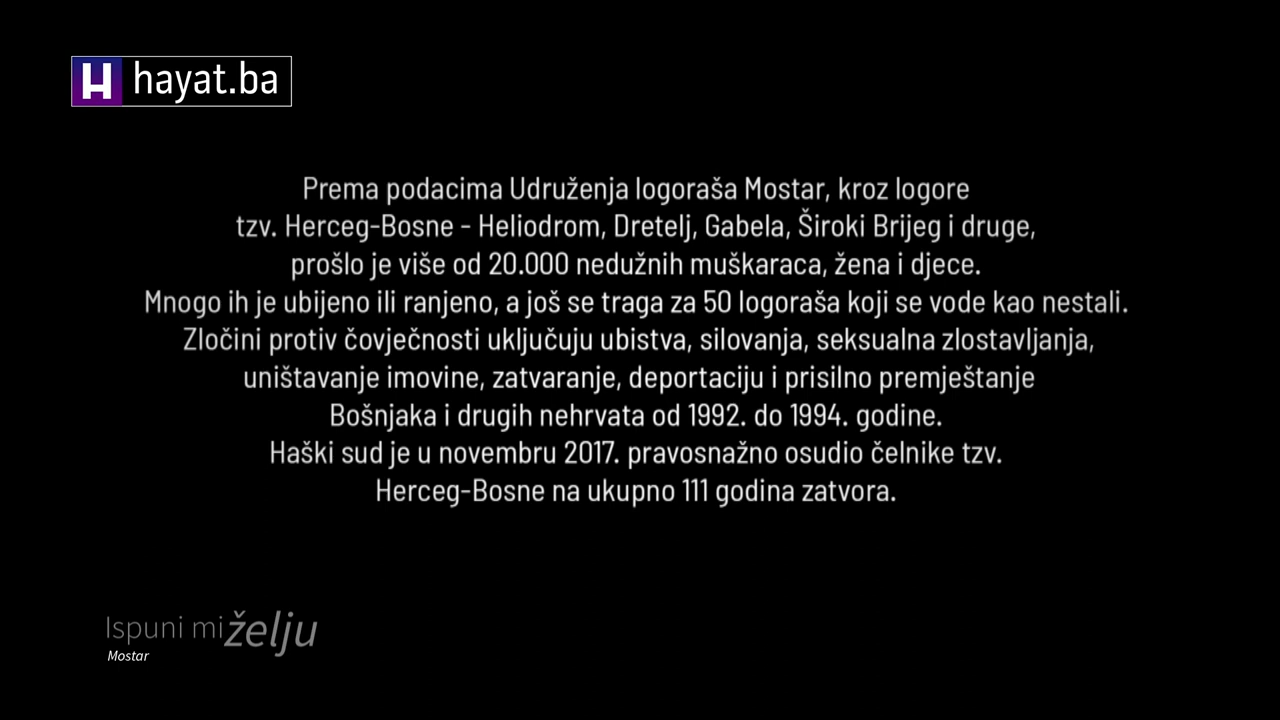 H hayat.ba
Prema podacima Udruženja logoraša Mostar, kroz logore
tzv. Herceg-Bosne - Heliodrom, Dretelj, Gabela, Široki Brijeg i druge,
prošlo je više od 20.000 nedužnih muškaraca, žena i djece.
Mnogo ih je ubijeno ili ranjeno, a još se traga za 50 logoraša koji se vode kao nestali.
Zločini protiv čovječnosti uključuju ubistva, silovanja, seksualna zlostavljanja,
uništavanje imovine, zatvaranje, deportaciju i prisilno premještanje
Bošnjaka i drugih nehrvata od 1992. do 1994. godine.
Haški sud je u novembru 2017. pravosnažno osudio čelnike tzv.
Herceg-Bosne na ukupno 111 godina zatvora.
Ispuni mi želju
Mostar